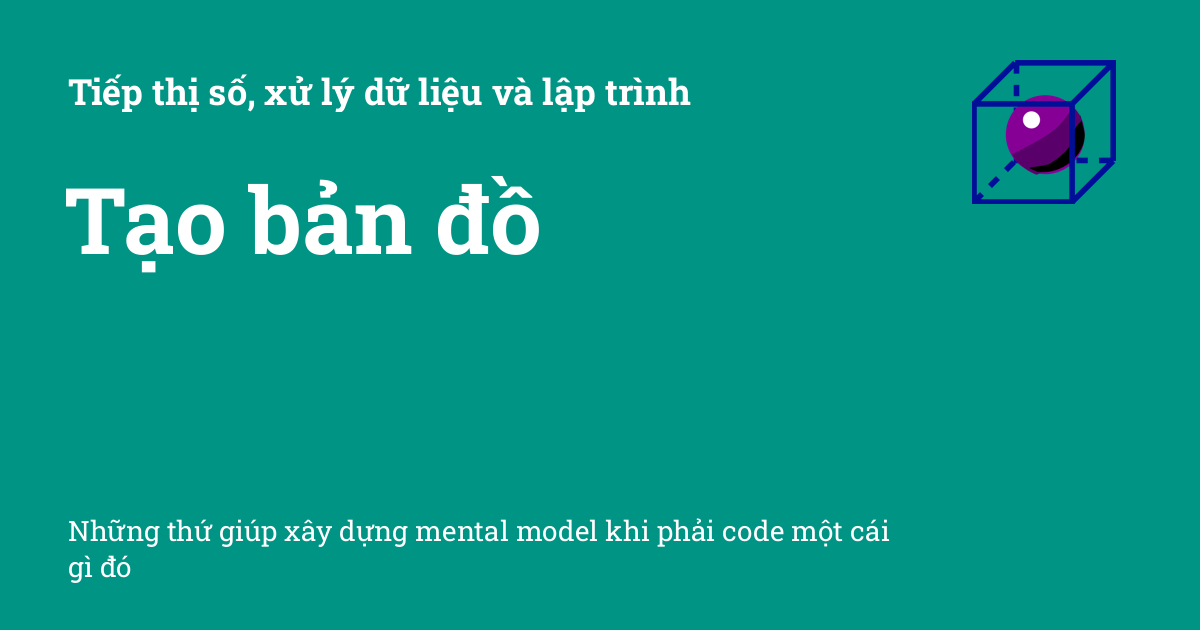 Tiếp thị số, xử lý dữ liệu và lập trình
Tạo bản đồ
Những thứ giúp xây dựng mental model khi phải code một cái
gì đó